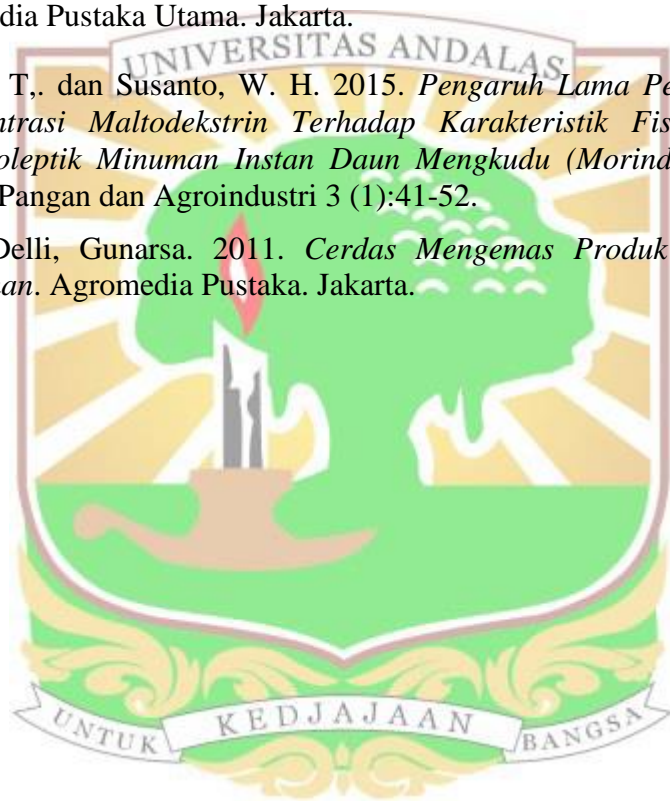 dia Pustaka Utama. Jakarta.
UNIVERSITAS ANDALAS
T,. dan Susanto, W. H. 2015. Pengaruh Lama Pe
ntrasi Maltodekstrin Terhadap Karakteristik Fis
oleptik Minuman Instan Daun Mengkudu (Morind
Pangan dan Agroindustri 3 (1):41-52.
Delli, Gunarsa. 2011. Cerdas Mengemas Produk
nan. Agromedia Pustaka. Jakarta.
UNTUK KEDJAJAAN BANGSA